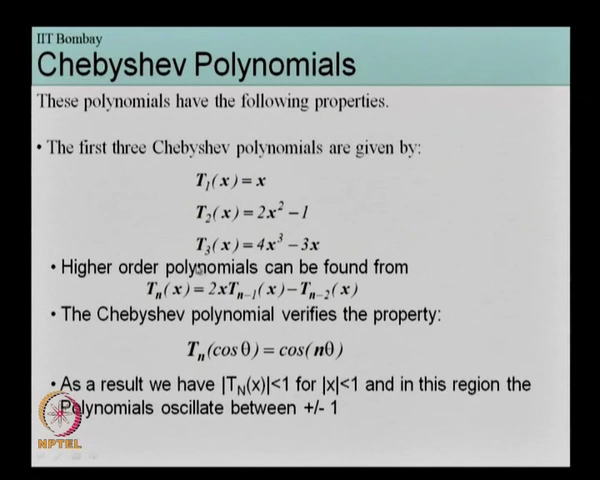 IIT Bombay
Chebyshev Polynomials
These polynomials have the following properties.
• The first three Chebyshev polynomials are given by:
T₁(x) = x
T₂(x) = 2x² – 1
T₃(x) = 4x³ – 3x
• Higher order polynomials can be found from
Tₙ(x) = 2xTₙ₋₁(x) – Tₙ₋₂(x)
• The Chebyshev polynomial verifies the property:
Tₙ(cos θ) = cos(nθ)
• As a result we have |T_N(x)|<1 for |x|<1 and in this region the
Polynomials oscillate between +/- 1
NPTEL